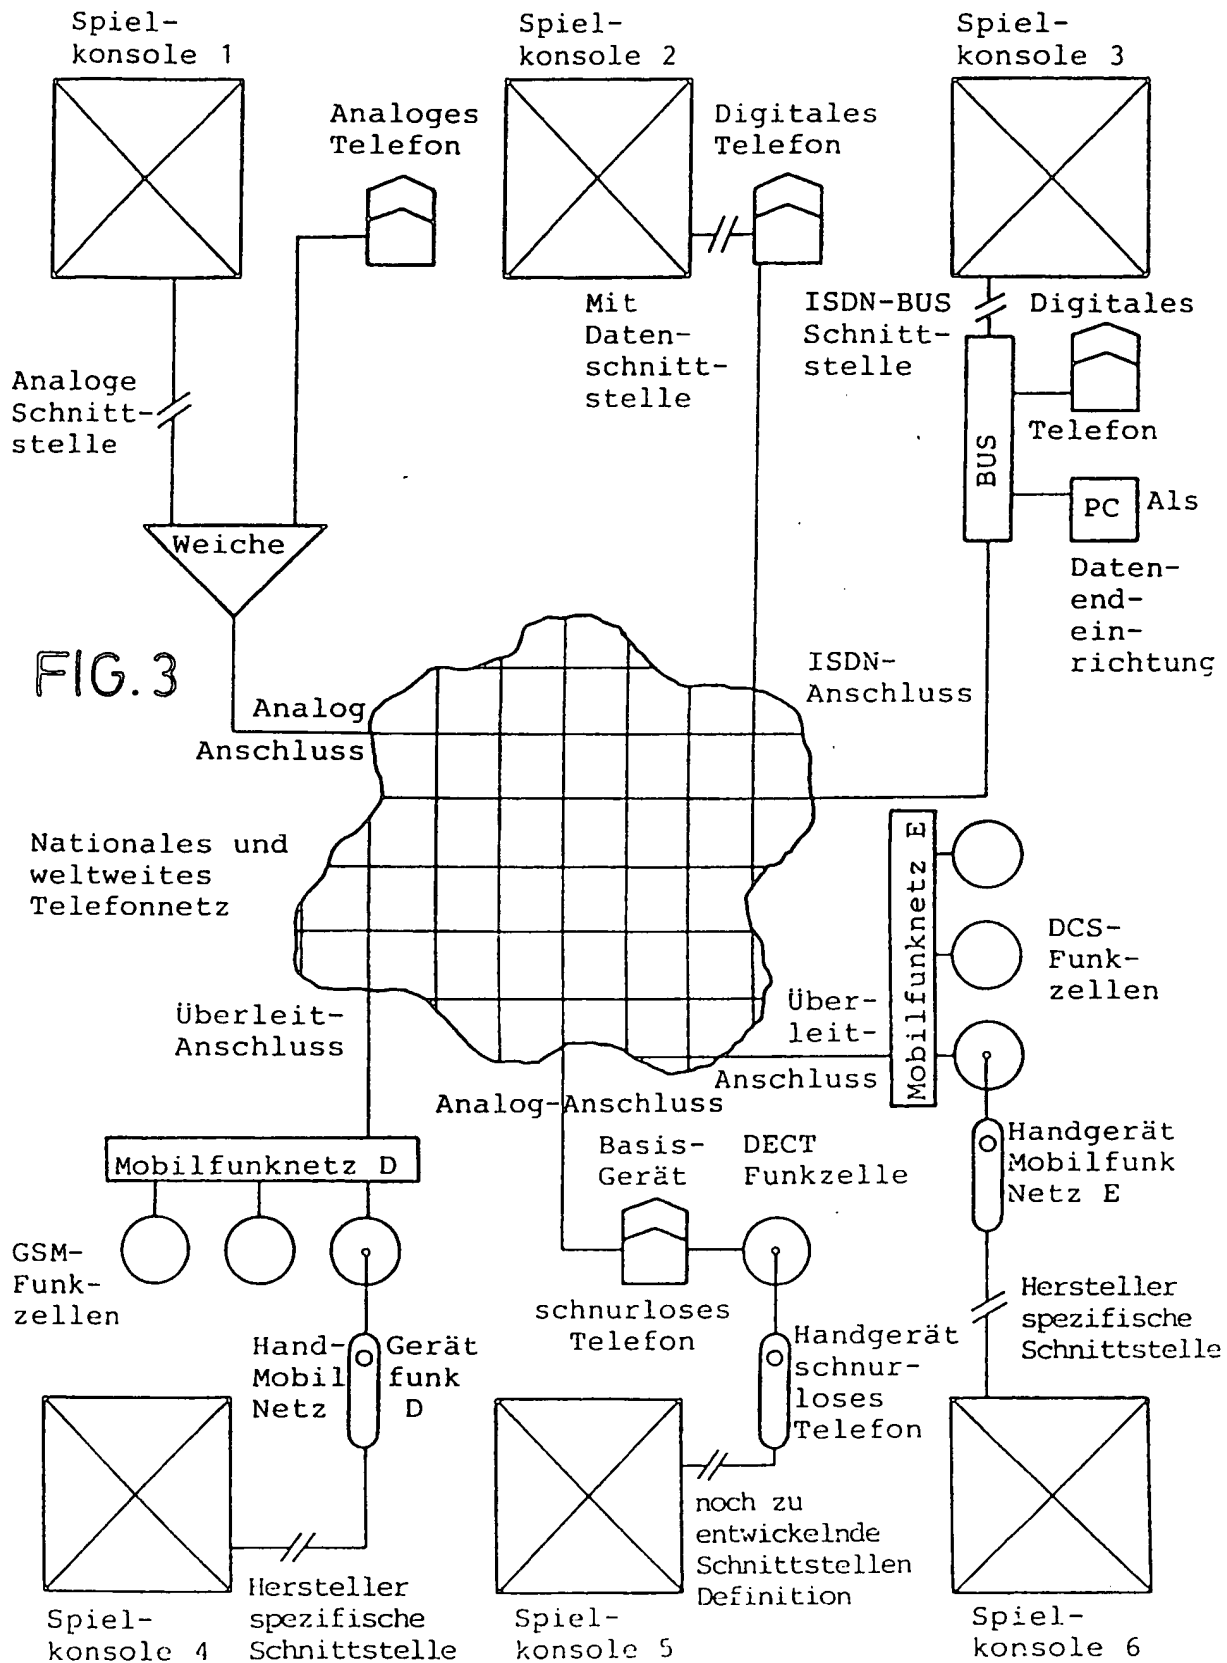 Spiel-
konsole 1
Spiel-
konsole 2
Spiel-
konsole 3
Analoges
Telefon
Digitales
Telefon
Analoge
Schnitt-
stelle
Mit
Daten-
schnitt-
stelle
ISDN-BUS
Schnitt-
stelle
Digitales
Telefon
BUS
PC
Als
Daten-
end-
ein-
richtung
Weiche
FIG.3
Analog
Anschluss
ISDN-
Anschluss
Nationales und
weltweites
Telefonnetz
Mobilfunknetz E
DCS-
Funk-
zellen
Überleit-
Anschluss
Über-
leit-
Anschluss
Analog-Anschluss
Mobilfunknetz D
Basis-
Gerät
DECT
Funkzelle
Handgerät
Mobilfunk
Netz E
GSM-
Funk-
zellen
schnurloses
Telefon
Hersteller
spezifische
Schnittstelle
Hand- Gerät
Mobil funk
Netz D
Handgerät
schnur-
loses
Telefon
noch zu
entwickelnde
Schnittstellen
Definition
Hersteller
spezifische
Schnittstelle
Spiel-
konsole 4
Spiel-
konsole 5
Spiel-
konsole 6